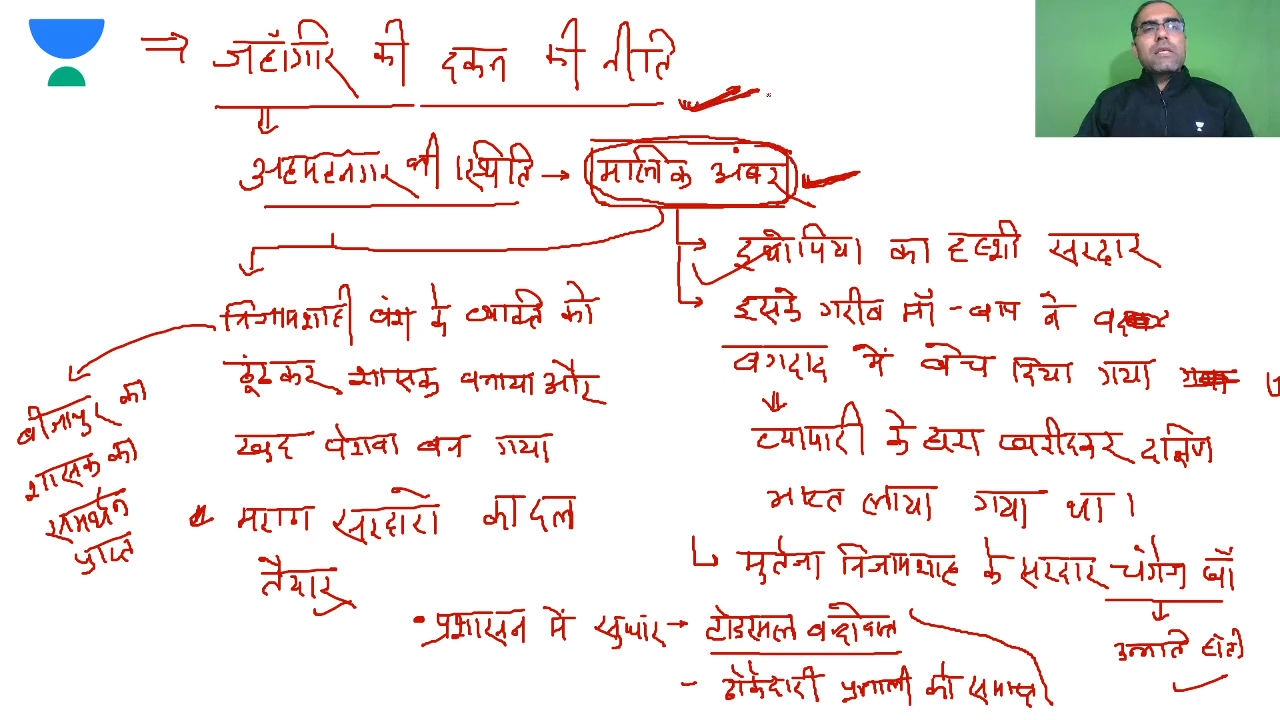 ⇒ जहाँगीर की दकन की नीति
अहमदनगर की स्थिति → मालिक अंबर
→ इथोपिया का हब्शी सरदार
→ इसके गरीब माँ-बाप ने
बगदाद में बेच दिया गया
व्यापारी के द्वारा खरीदकर दक्षिण
भारत लाया गया था।
मुर्तजा निजामशाह के सरदार चंगेज खाँ
उन्नति होती
निजामशाही वंश के व्यक्ति को
ढूंढकर शासक बनाया और
खुद पेशवा बन गया
मराठा सरदारों का दल
तैयार
बीजापुर का
शासक का
समर्थन
प्राप्त
• प्रशासन में सुधार → टोडरमल बन्दोबस्त
- ठेकेदारी प्रणाली को समाप्त